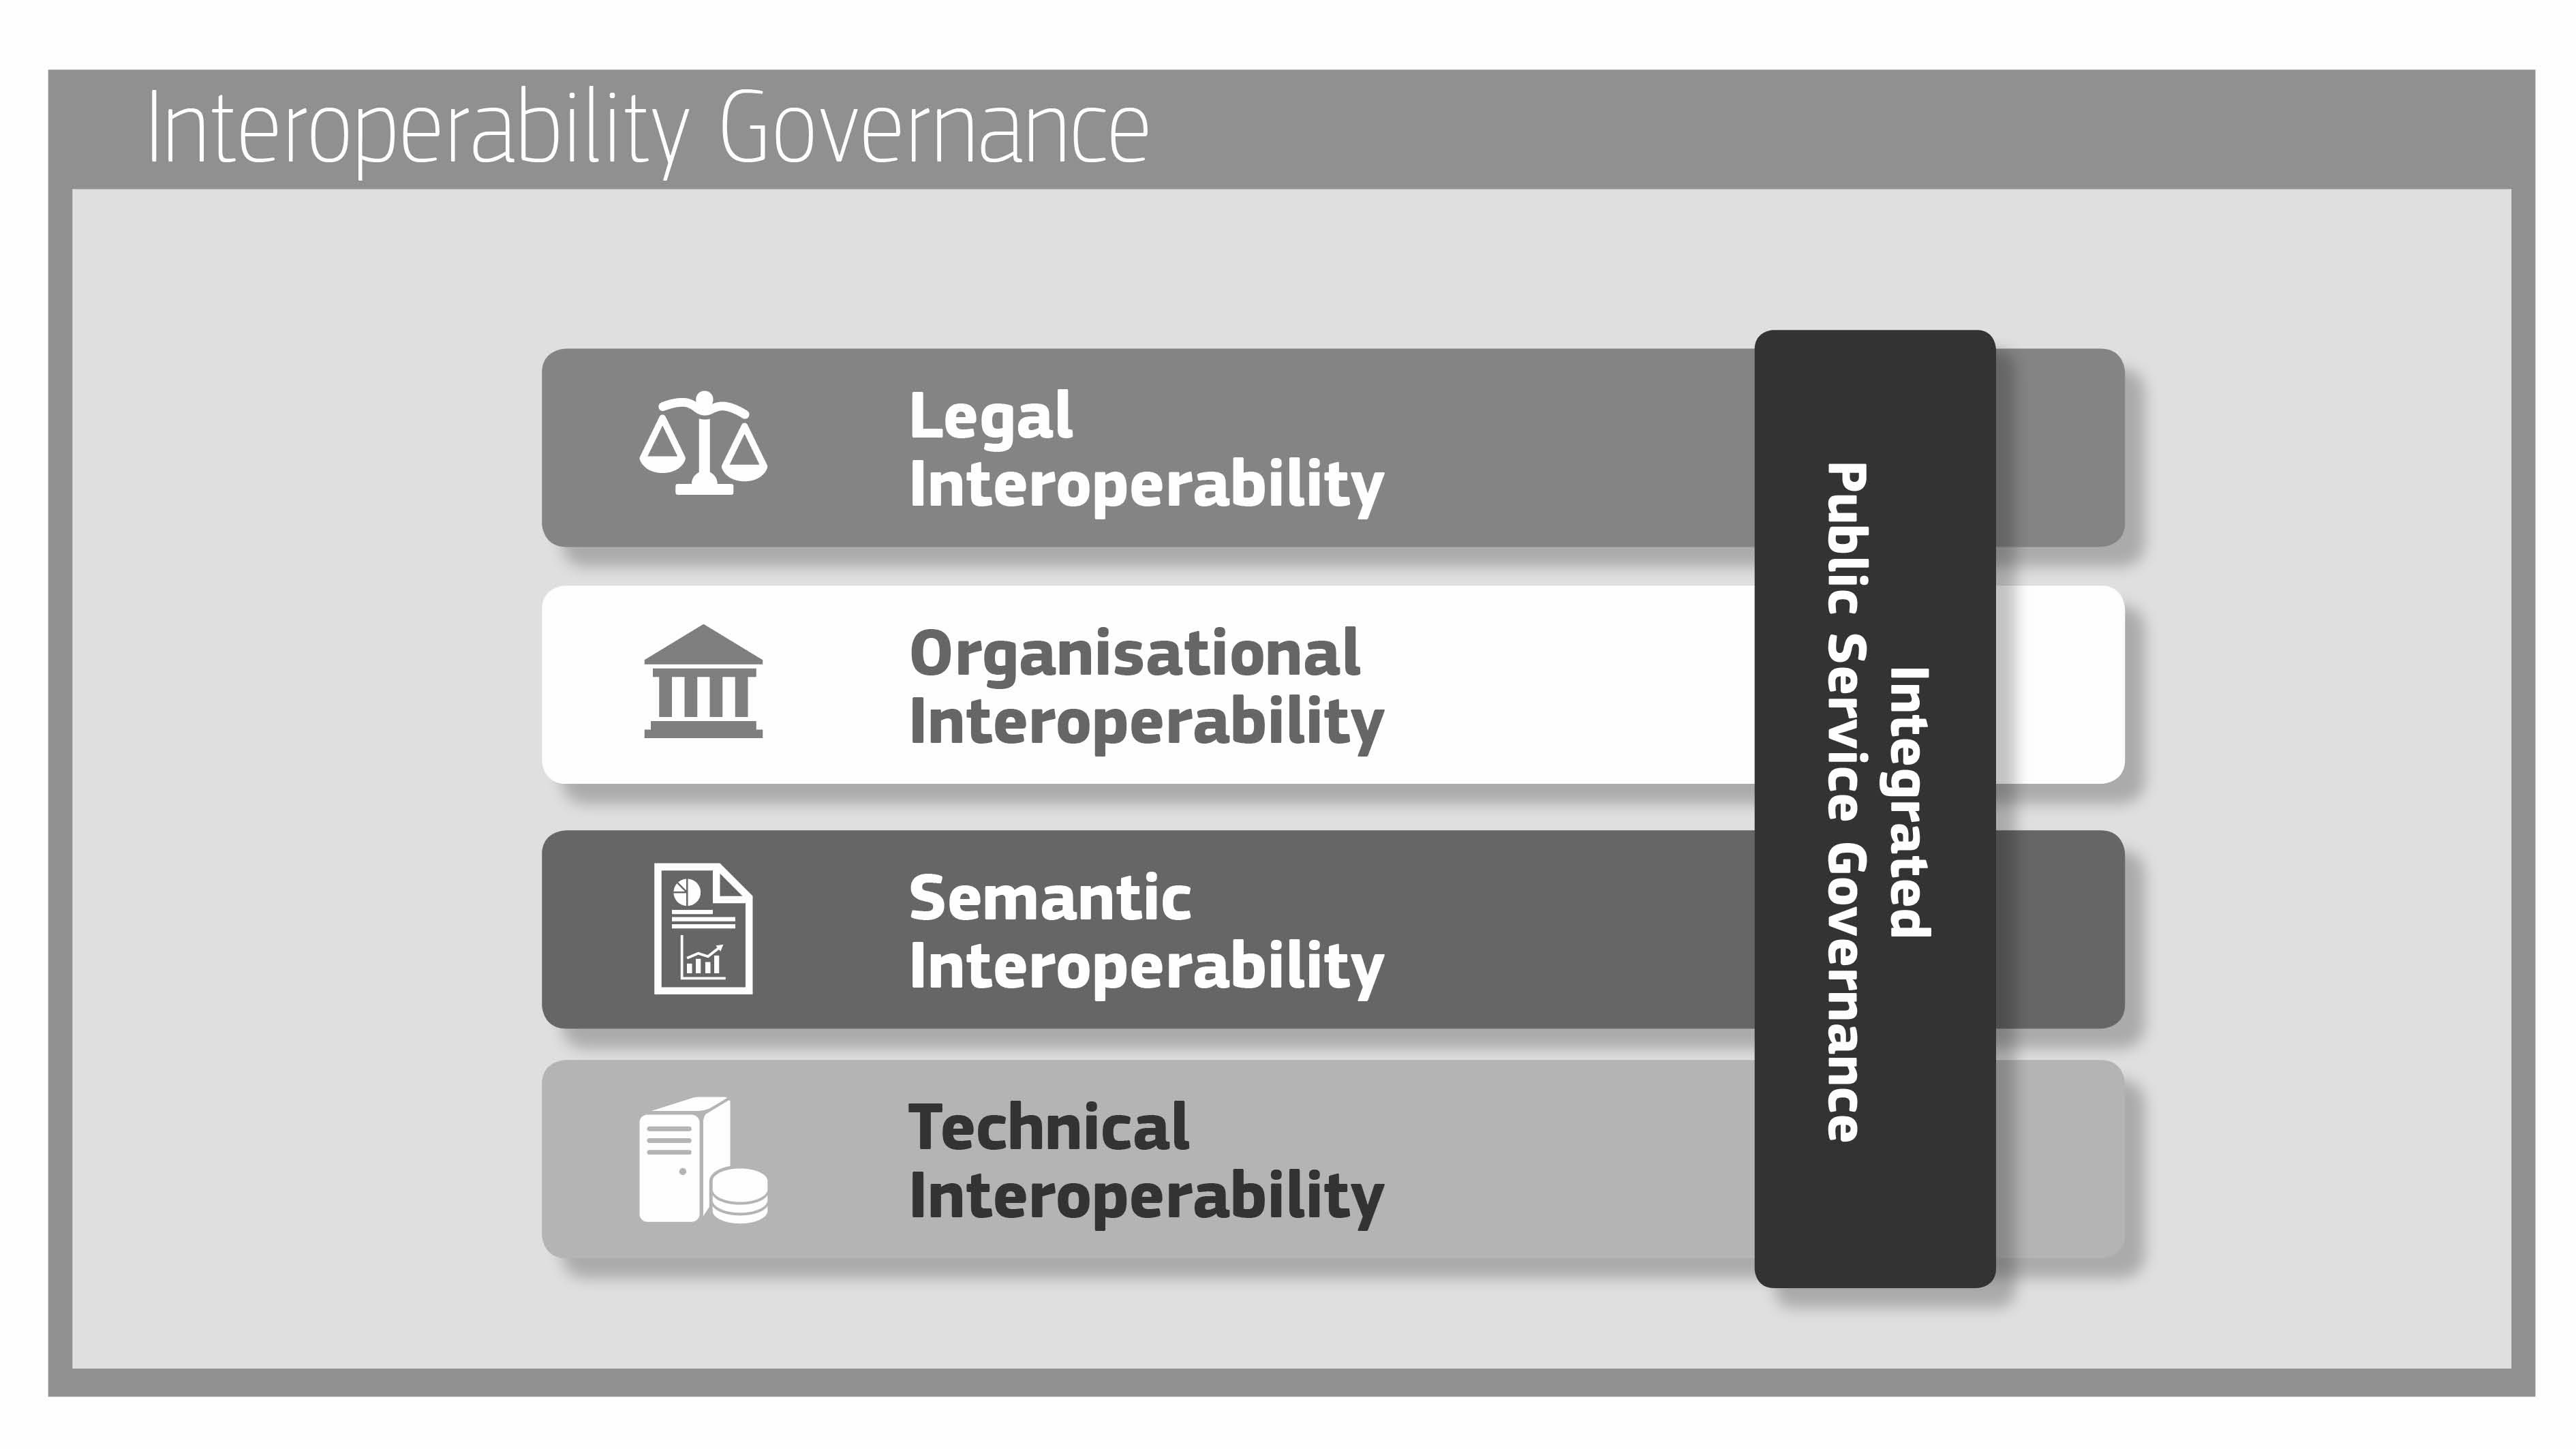 Interoperability Governance
Legal
Interoperability
Organisational
Interoperability
Semantic
Interoperability
Technical
Interoperability
Integrated
Public Service Governance